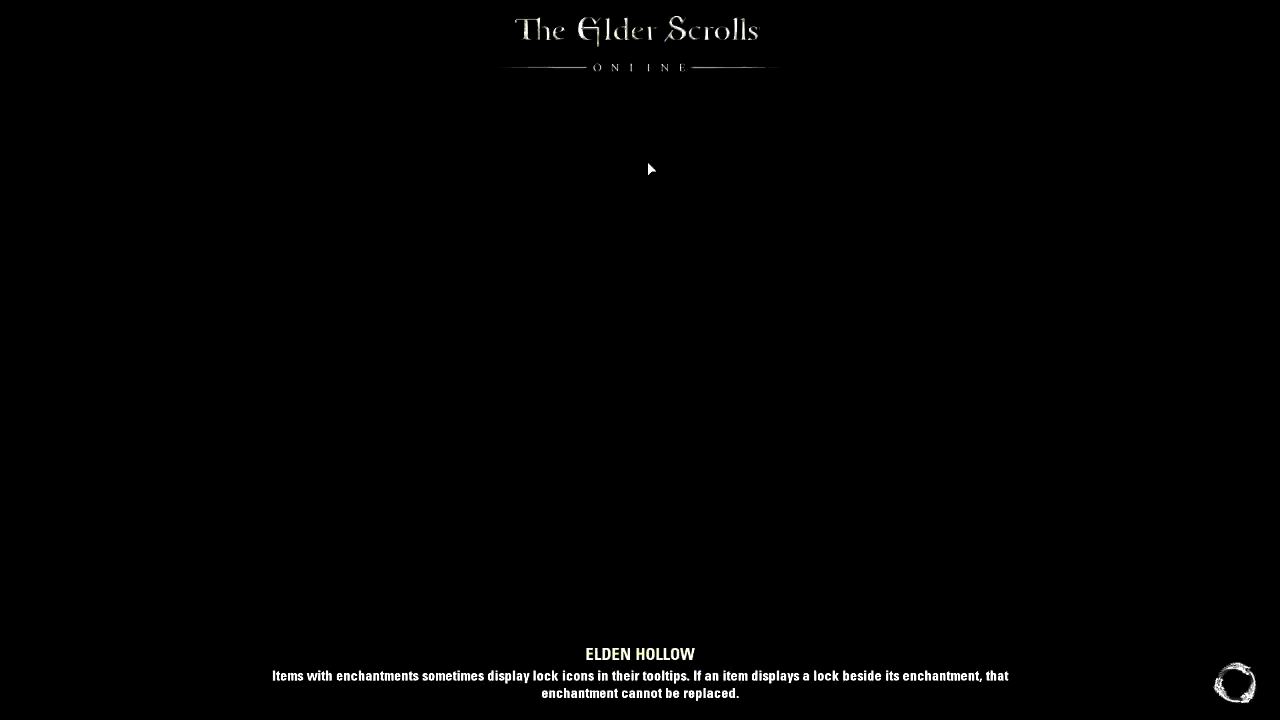 The Elder Scrolls
ONLINE
ELDEN HOLLOW
Items with enchantments sometimes display lock icons in their tooltips. If an item displays a lock beside its enchantment, that
enchantment cannot be replaced.